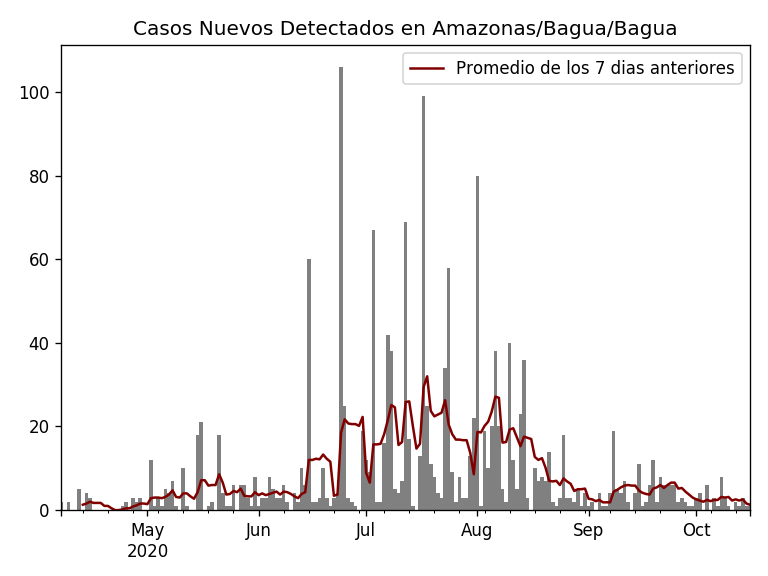 Casos Nuevos Detectados en Amazonas/Bagua/Bagua
Promedio de los 7 dias anteriores
100
80
60
40
20
0
May Jun Jul Aug Sep Oct
2020